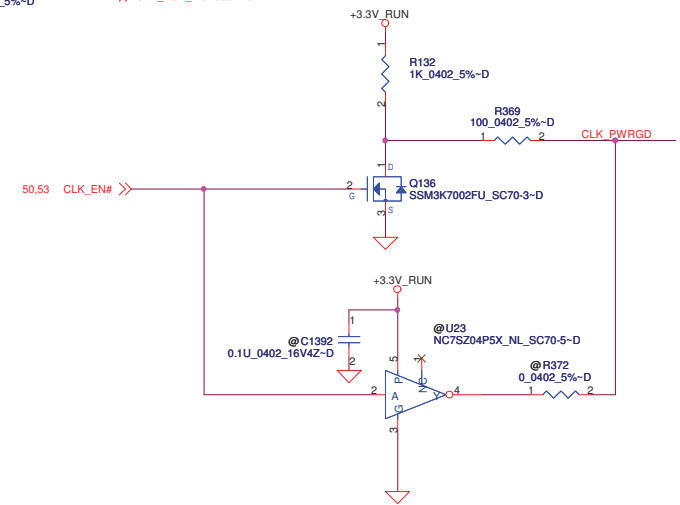 5%~D
+3.3V_RUN
1
R132
1K_0402_5%~D
2
R369
100_0402_5%~D
1
2
CLK_PWRGD
1
D
50,53 CLK_EN#
2
G
Q136
SSM3K7002FU_SC70-3~D
3
S
+3.3V_RUN
1
@C1392
0.1U_0402_16V4Z~D
2
@U23
NC7SZ04P5X_NL_SC70-5~D
5
1
P
NC
@R372
0_0402_5%~D
2
A
Y
4
1
2
G
3